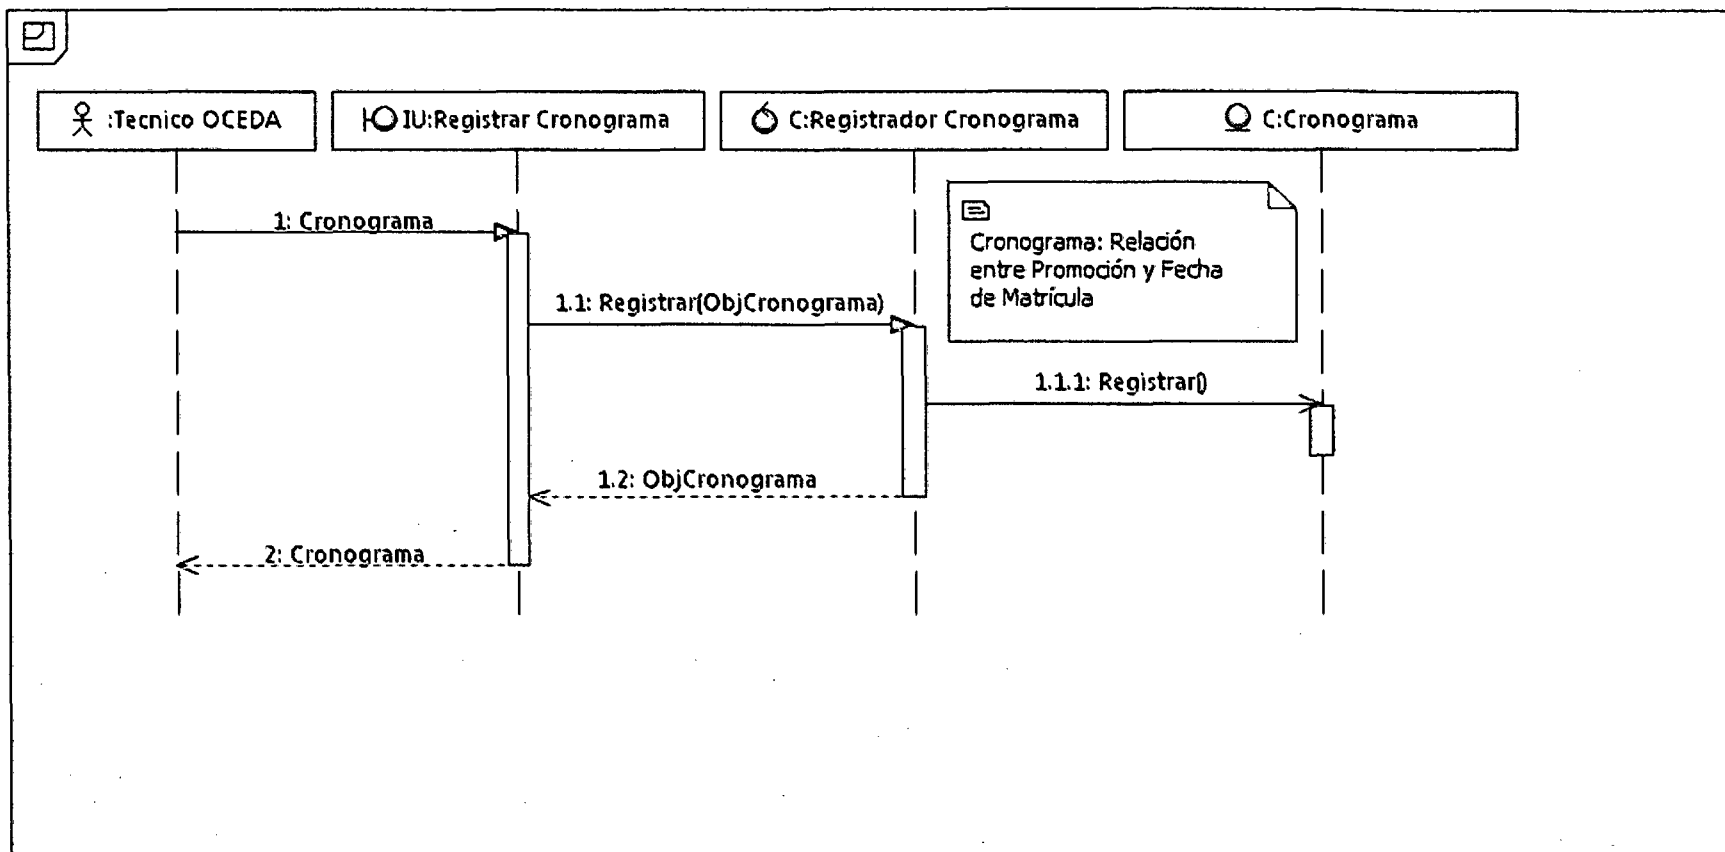 :Tecnico OCEDA
IU:Registrar Cronograma
C:Registrador Cronograma
C:Cronograma
1: Cronograma
Cronograma: Relación
entre Promoción y Fecha
de Matrícula
1.1: Registrar(ObjCronograma)
1.1.1: Registrar()
1.2: ObjCronograma
2: Cronograma